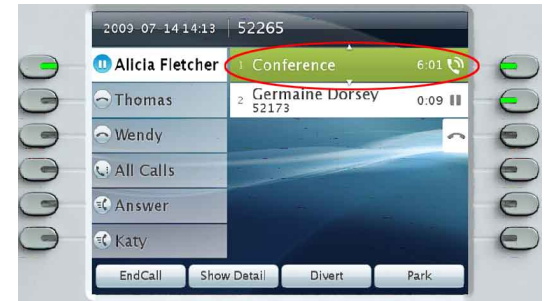 2009-07-14 14:13 52265
Alicia Fletcher
1 Conference 6:01
Thomas
2 Germaine Dorsey 0:09
52173
Wendy
All Calls
Answer
Katy
EndCall Show Detail Divert Park